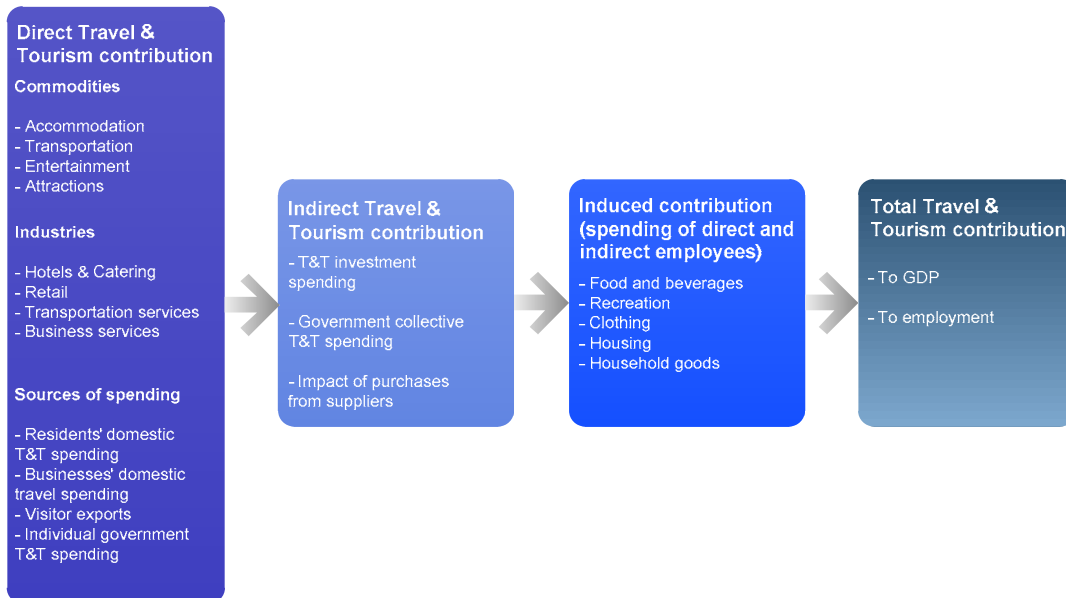 Direct Travel &
Tourism contribution
Commodities
- Accommodation
- Transportation
- Entertainment
- Attractions
Industries
- Hotels & Catering
- Retail
- Transportation services
- Business services
Sources of spending
- Residents' domestic
T&T spending
- Businesses' domestic
travel spending
- Visitor exports
- Individual government
T&T spending
Indirect Travel &
Tourism contribution
- T&T investment
spending
- Government collective
T&T spending
- Impact of purchases
from suppliers
Induced contribution
(spending of direct and
indirect employees)
- Food and beverages
- Recreation
- Clothing
- Housing
- Household goods
Total Travel &
Tourism contribution
- To GDP
- To employment